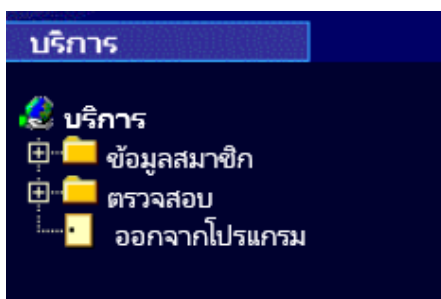 บริการ
บริการ
ข้อมูลสมาชิก
ตรวจสอบ
ออกจากโปรแกรม